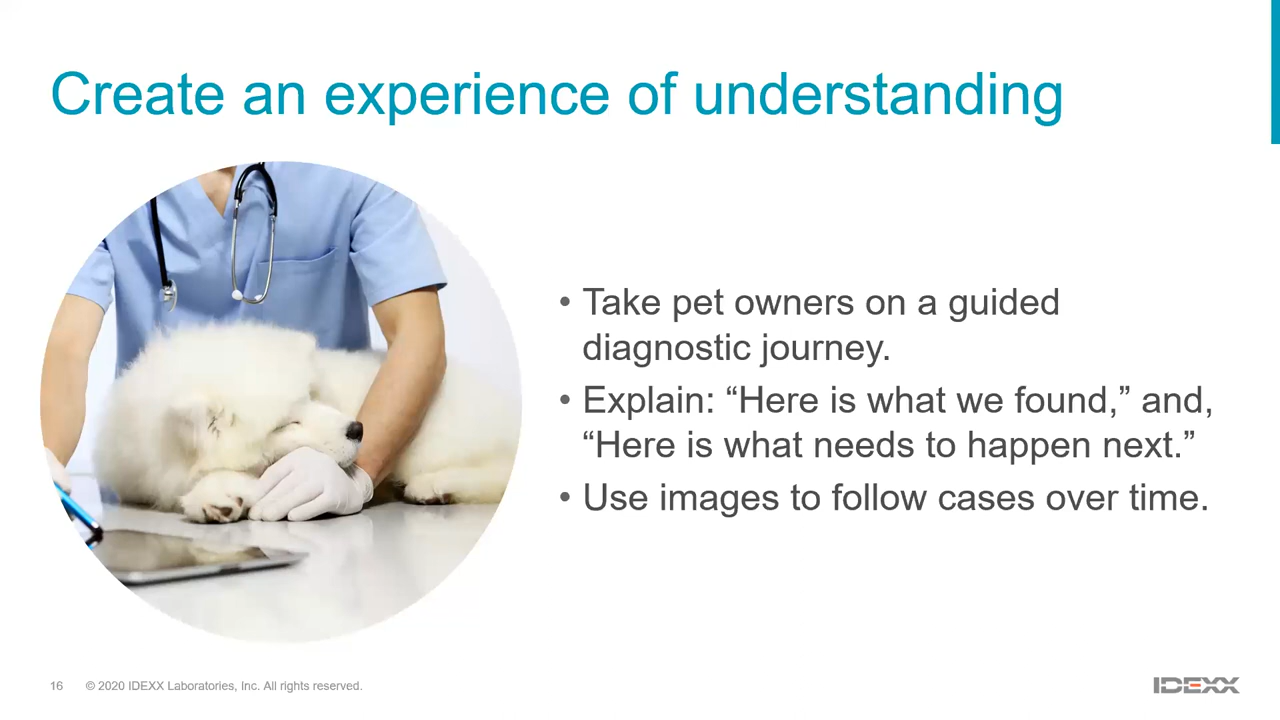 Create an experience of understanding
• Take pet owners on a guided
diagnostic journey.
• Explain: “Here is what we found,” and,
“Here is what needs to happen next.”
• Use images to follow cases over time.
16 © 2020 IDEXX Laboratories, Inc. All rights reserved.
IDEXX